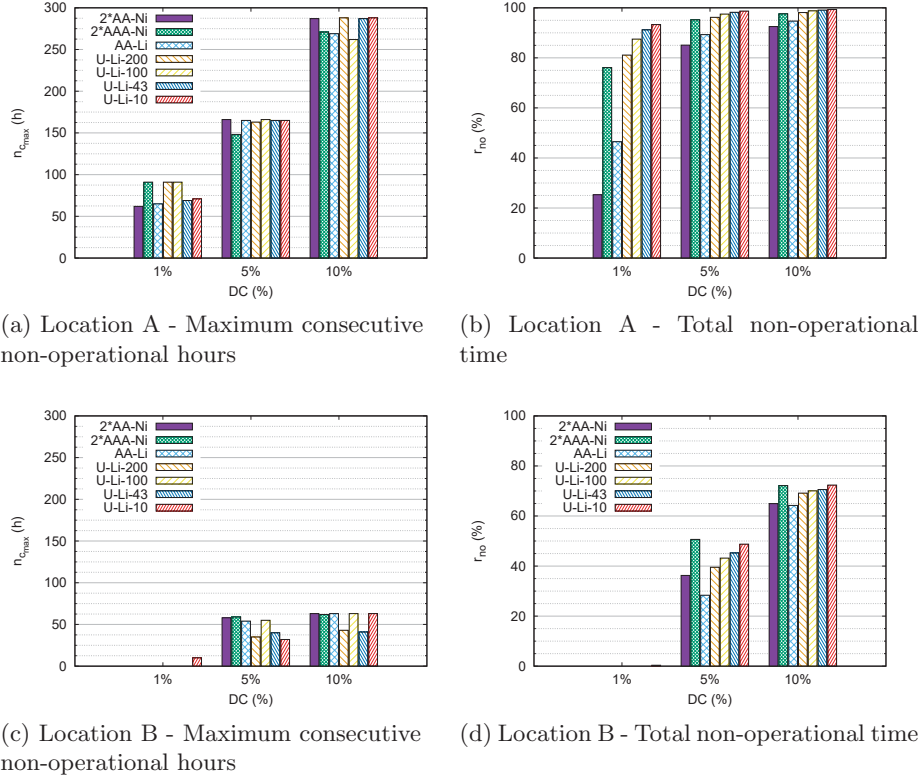 300
250
200
150
100
50
0
n_cmax (h)
2*AA-Ni
2*AAA-Ni
AA-Li
U-Li-200
U-Li-100
U-Li-43
U-Li-10
1% 5% 10%
DC (%)
100
80
60
40
20
0
r_no (%)
2*AA-Ni
2*AAA-Ni
AA-Li
U-Li-200
U-Li-100
U-Li-43
U-Li-10
1% 5% 10%
DC (%)
(a) Location A - Maximum consecutive
non-operational hours
(b) Location A - Total non-operational
time
300
250
200
150
100
50
0
n_cmax (h)
2*AA-Ni
2*AAA-Ni
AA-Li
U-Li-200
U-Li-100
U-Li-43
U-Li-10
1% 5% 10%
DC (%)
100
80
60
40
20
0
r_no (%)
2*AA-Ni
2*AAA-Ni
AA-Li
U-Li-200
U-Li-100
U-Li-43
U-Li-10
1% 5% 10%
DC (%)
(c) Location B - Maximum consecutive
non-operational hours
(d) Location B - Total non-operational time